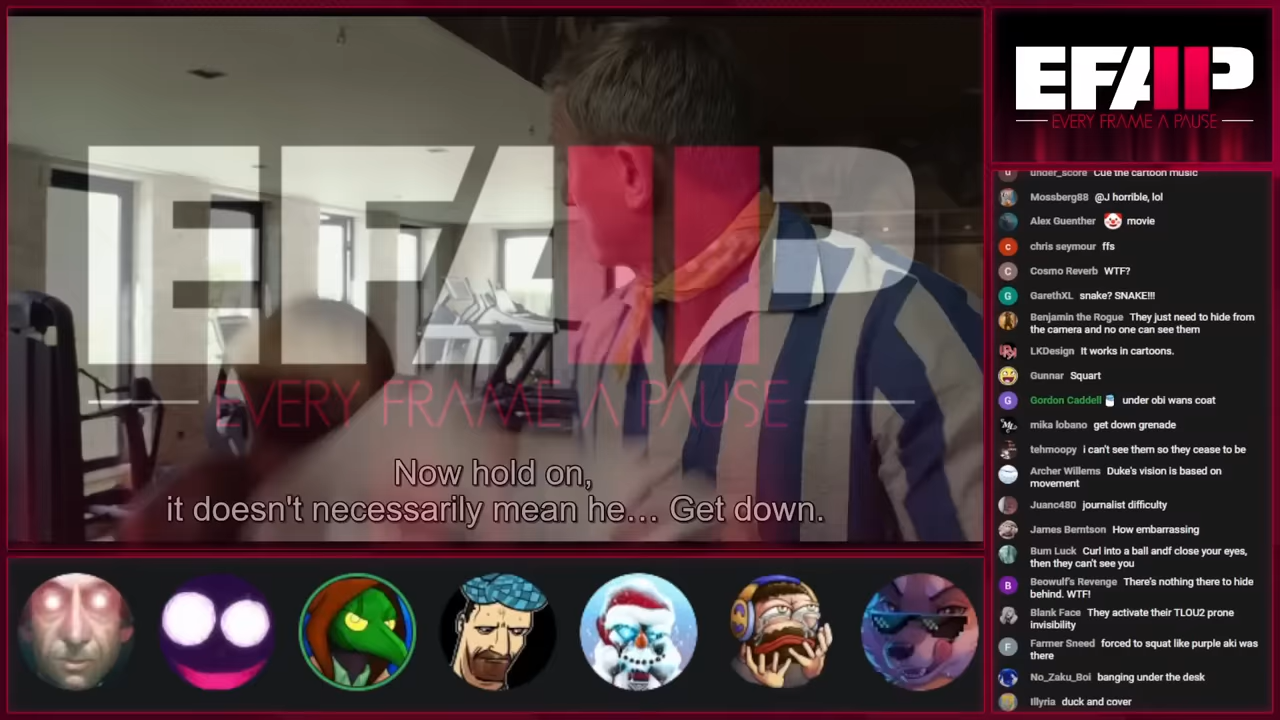 EFAP
EVERY FRAME A PAUSE
Now hold on,
it doesn't necessarily mean he... Get down.
EFAP
EVERY FRAME A PAUSE
under_score Cue the cartoon music
Mossberg88 @J horrible, lol
Alex Guenther movie
chris seymour ffs
Cosmo Reverb WTF?
GarethXL snake? SNAKE!!!
Benjamin the Rogue They just need to hide from
the camera and no one can see them
LKDesign It works in cartoons.
Gunnar Squart
Gordon Caddell under obi wans coat
mika lobano get down grenade
tehmoopy i can't see them so they cease to be
Archer Willems Duke's vision is based on
movement
Juanc480 journalist difficulty
James Berntson How embarrassing
Bum Luck Curl into a ball andf close your eyes,
then they can't see you
Beowulf's Revenge There's nothing there to hide
behind. WTF!
Blank Face They activate their TLOU2 prone
invisibility
Farmer Sneed forced to squat like purple aki was
there
No_Zaku_Boi banging under the desk
Illyria duck and cover